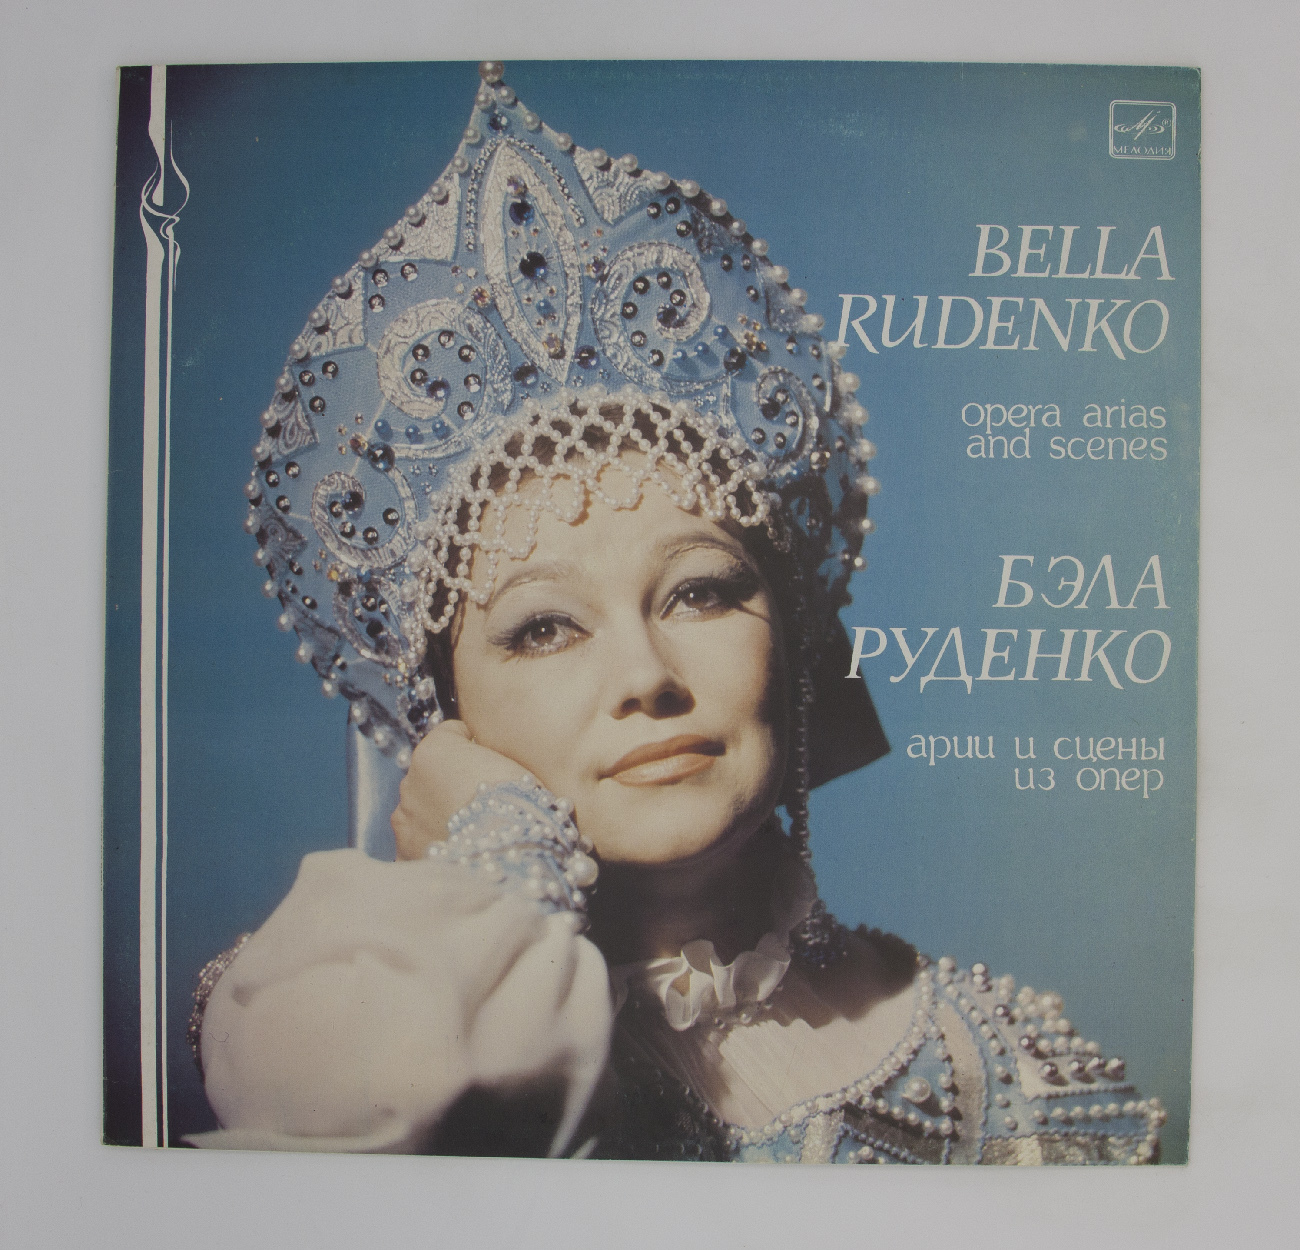 МЕЛОДИЯ
BELLA
RUDENKO
opera arias
and scenes
БЭЛА
РУДЕНКО
арии и сцены
из опер